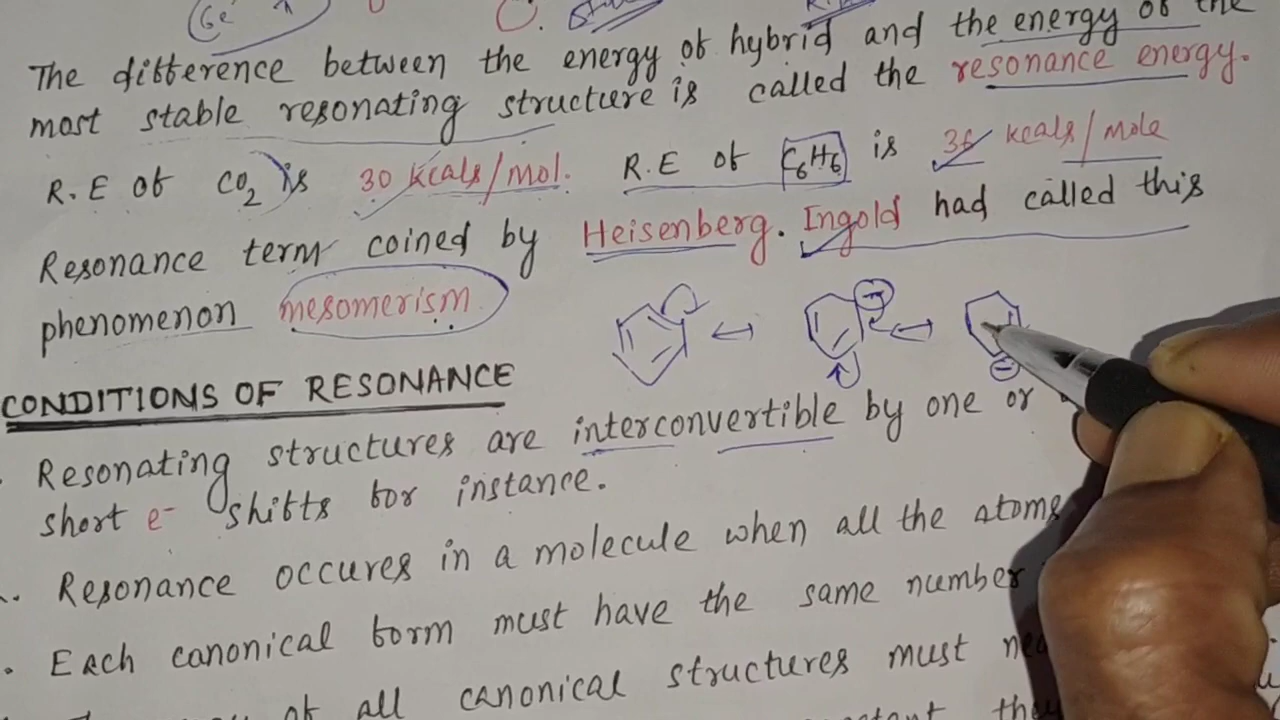 The difference between the energy of hybrid and the energy of the
most stable resonating structure is called the resonance energy.
R.E of CO2 is 30 kcals/mol. R.E of C6H6 is 36 kcals/mole
Resonance term coined by Heisenberg. Ingold had called this
phenomenon mesomerism
CONDITIONS OF RESONANCE
Resonating structures are interconvertible by one or
short e- shifts for instance.
Resonance occures in a molecule when all the atoms
Each canonical form must have the same number
of all canonical structures must